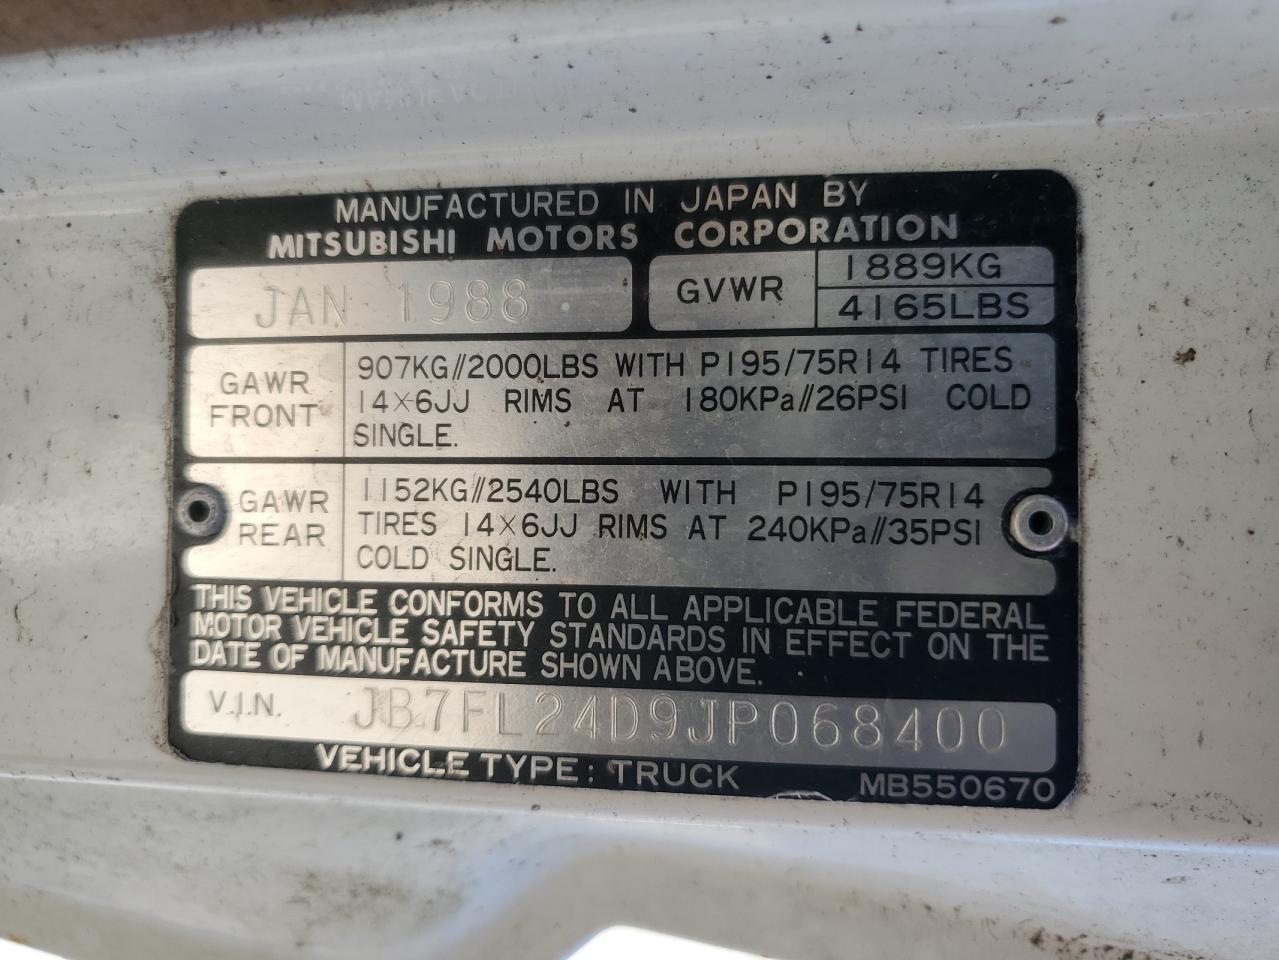 MANUFACTURED IN JAPAN BY
MITSUBISHI MOTORS CORPORATION
JAN 1988
GVWR
1889KG
4165LBS
GAWR
FRONT
907KG//2000LBS WITH P195/75R14 TIRES
14×6JJ RIMS AT 180KPa//26PSI COLD
SINGLE.
GAWR
REAR
1152KG//2540LBS WITH P195/75R14
TIRES 14×6JJ RIMS AT 240KPa//35PSI
COLD SINGLE.
THIS VEHICLE CONFORMS TO ALL APPLICABLE FEDERAL
MOTOR VEHICLE SAFETY STANDARDS IN EFFECT ON THE
DATE OF MANUFACTURE SHOWN ABOVE.
V.I.N. JB7FL24D9JP068400
VEHICLE TYPE: TRUCK
MB550670